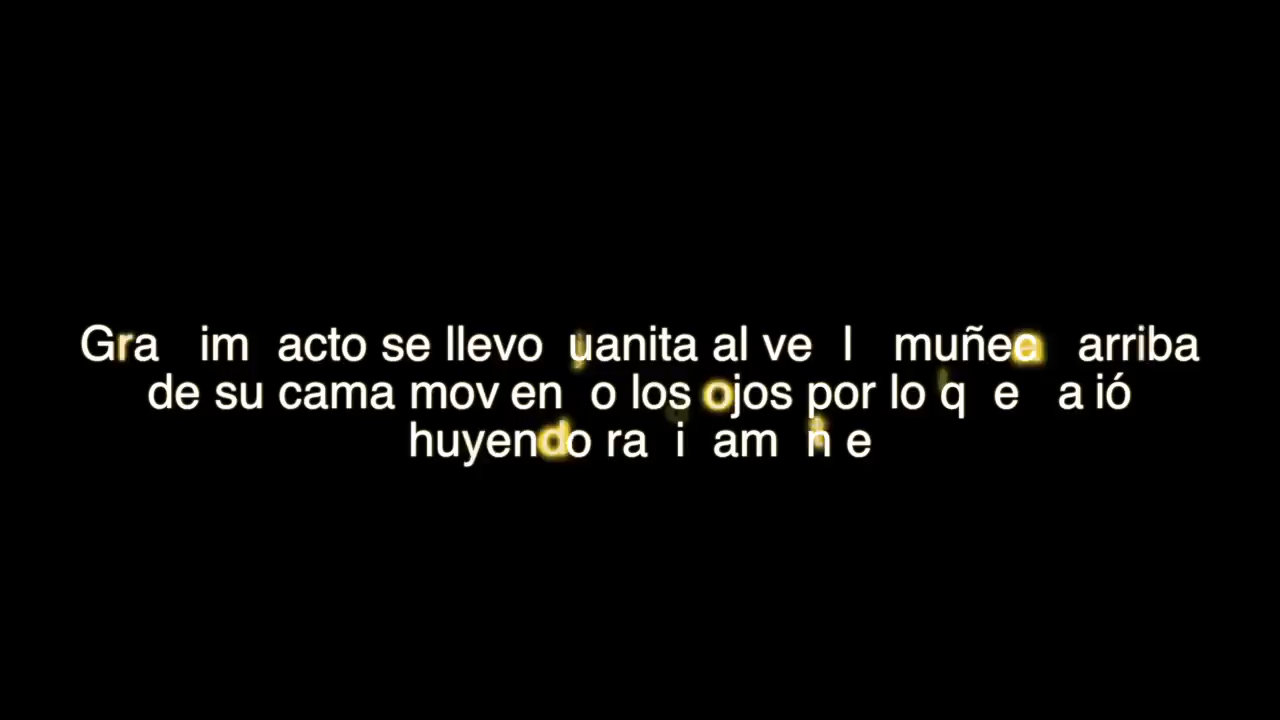 Gra im acto se llevo uanita al ve l muñe arriba
de su cama mov en o los ojos por lo q e a ió
huyendo ra i am n e